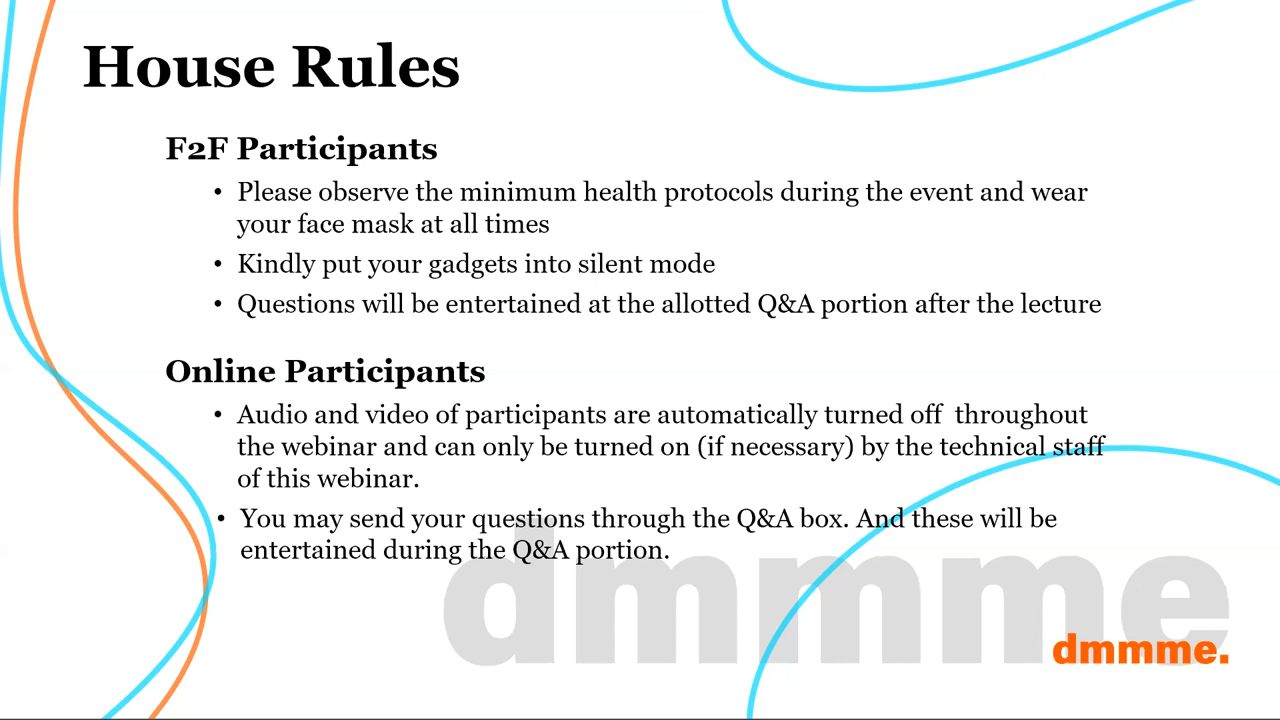 House Rules
F2F Participants
• Please observe the minimum health protocols during the event and wear
your face mask at all times
• Kindly put your gadgets into silent mode
• Questions will be entertained at the allotted Q&A portion after the lecture
Online Participants
• Audio and video of participants are automatically turned off  throughout
the webinar and can only be turned on (if necessary) by the technical staff
of this webinar.
• You may send your questions through the Q&A box. And these will be
entertained during the Q&A portion.
dmmme
dmmme.